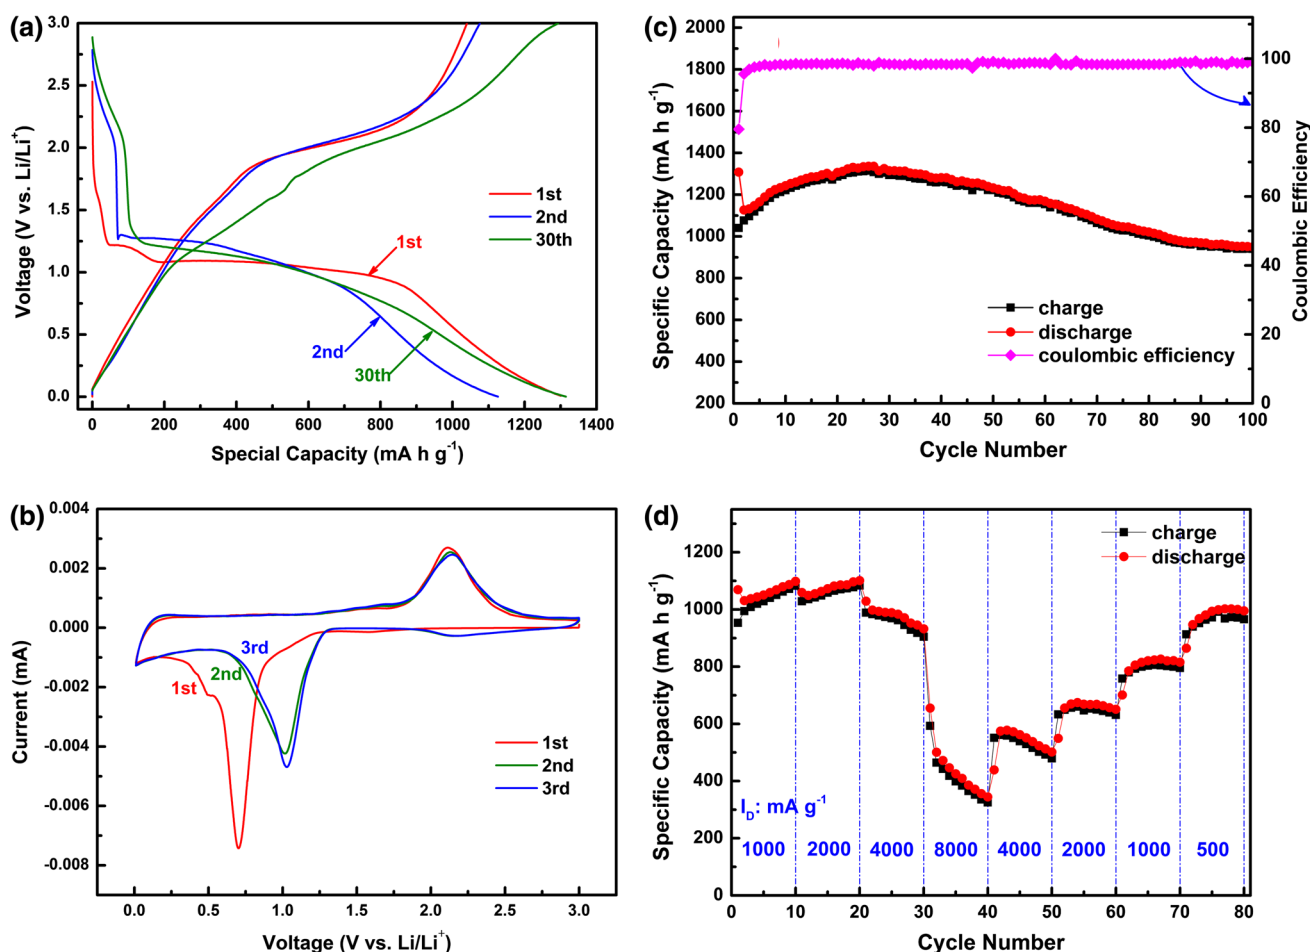 (a)
3.0
2.5
2.0
1.5
1.0
0.5
0.0
Voltage (V vs. Li/Li+)
1st
2nd
30th
1st
2nd
30th
0 200 400 600 800 1000 1200 1400
Special Capacity (mA h g-1)
(c)
2000
1800
1600
1400
1200
1000
800
600
400
200
Specific Capacity (mA h g-1)
100
80
60
40
20
0
Coulombic Efficiency
charge
discharge
coulombic efficiency
0 10 20 30 40 50 60 70 80 90 100
Cycle Number
(b)
0.004
0.002
0.000
-0.002
-0.004
-0.006
-0.008
Current (mA)
3rd
2nd
1st
1st
2nd
3rd
0.0 0.5 1.0 1.5 2.0 2.5 3.0
Voltage (V vs. Li/Li+)
(d)
1200
1000
800
600
400
200
0
Specific Capacity (mA h g-1)
charge
discharge
ID: mA g-1
1000 2000 4000 8000 4000 2000 1000 500
0 10 20 30 40 50 60 70 80
Cycle Number